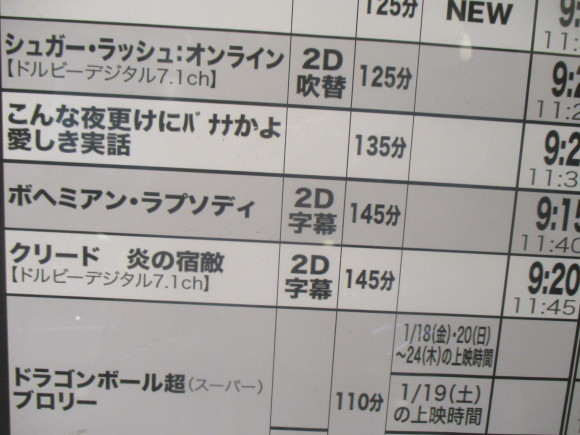 125分 NEW
シュガー・ラッシュ:オンライン 2D 125分
【ドルビーデジタル7.1ch】 吹替
こんな夜更けにバナナかよ 135分
愛しき実話
ボヘミアン・ラプソディ 2D 145分 9:15
字幕 11:40
クリード 炎の宿敵 2D 145分 9:20
【ドルビーデジタル7.1ch】 字幕 11:45
1/18(金)・20(日)
~24(木)の上映時間
ドラゴンボール超(スーパー) 110分 1/19(土)
ブロリー の上映時間